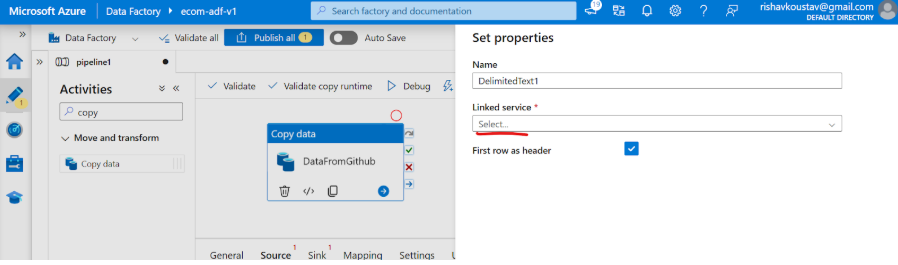 Microsoft Azure
Data Factory
ecom-adf-v1
Search factory and documentation
19
rishavkoustav@gmail.com
DEFAULT DIRECTORY
Data Factory
Validate all
Publish all 1
Auto Save
pipeline1
Activities
copy
Move and transform
Copy data
Validate
Validate copy runtime
Debug
Copy data
DataFromGithub
General
Source 1
Sink 1
Mapping
Settings
1
Set properties
Name
DelimitedText1
Linked service *
Select...
First row as header